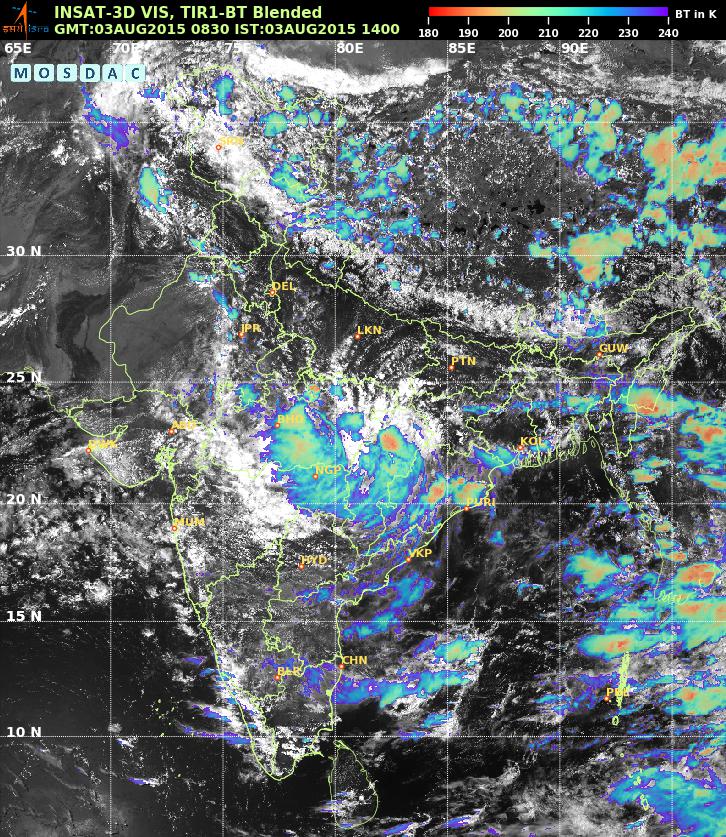 INSAT-3D VIS, TIR1-BT Blended
GMT:03AUG2015 0830 IST:03AUG2015 1400
BT in K
180 190 200 210 220 230 240
65E 70E 75E 80E 85E 90E
MOSDAC
30 N
DEL
JPR
LKN
PTN
GUW
25 N
BHO
KOL
NGP
20 N
PURI
MUM
VKP
HYD
15 N
CHN
BLR
10 N